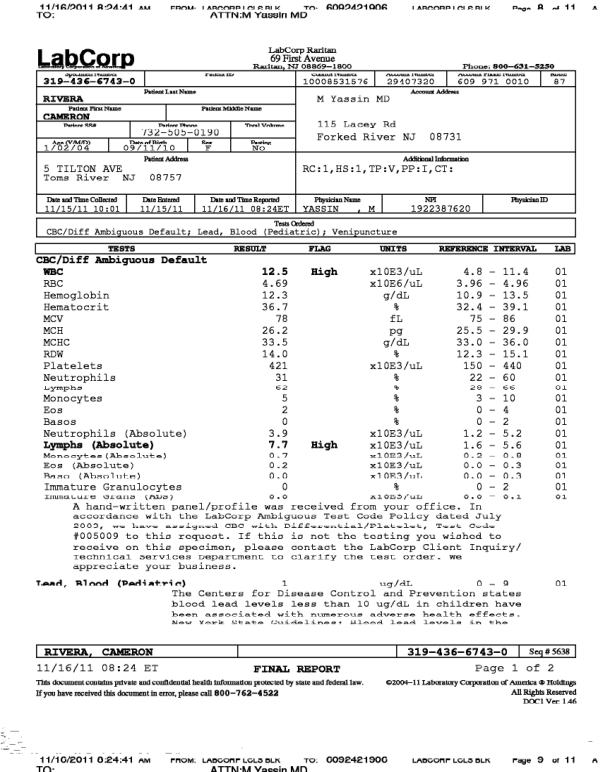 11/16/2011 8:24:41 AM FROM: LABCORP LCLS BLK TO: 6092421906 LABCORP LCLS BLK Page 8 of 11 A
TO: ATTN:M Yassin MD
LabCorp
Laboratory Corporation of America
LabCorp Raritan
69 First Avenue
Raritan, NJ 08869-1800 Phone: 800-631-5250
Specimen Number Patient ID Control Number Account Number Account Phone Number Route
319-436-6743-0 10008531576 29407320 609 971 0010 87
Patient Last Name Account Address
RIVERA M Yassin MD
Patient First Name Patient Middle Name
CAMERON
Patient SS# Patient Phone Total Volume
732-505-0190 115 Lacey Rd
Age (Y/M/D) Date of Birth Sex Fasting Forked River NJ 08731
1/02/04 09/11/10 F No
Patient Address Additional Information
5 TILTON AVE RC:1,HS:1,TP:V,PP:I,CT:
Toms River NJ 08757
Date and Time Collected Date Entered Date and Time Reported Physician Name NPI Physician ID
11/15/11 10:01 11/15/11 11/16/11 08:24ET YASSIN , M 1922387620
Tests Ordered
CBC/Diff Ambiguous Default; Lead, Blood (Pediatric); Venipuncture
TESTS RESULT FLAG UNITS REFERENCE INTERVAL LAB
CBC/Diff Ambiguous Default
WBC 12.5 High x10E3/uL 4.8 - 11.4 01
RBC 4.69 x10E6/uL 3.96 - 4.96 01
Hemoglobin 12.3 g/dL 10.9 - 13.5 01
Hematocrit 36.7 % 32.4 - 39.1 01
MCV 78 fL 75 - 86 01
MCH 26.2 pg 25.5 - 29.9 01
MCHC 33.5 g/dL 33.0 - 36.0 01
RDW 14.0 % 12.3 - 15.1 01
Platelets 421 x10E3/uL 150 - 440 01
Neutrophils 31 % 22 - 60 01
Lymphs 62 % 28 - 66 01
Monocytes 5 % 3 - 10 01
Eos 2 % 0 - 4 01
Basos 0 % 0 - 2 01
Neutrophils (Absolute) 3.9 x10E3/uL 1.2 - 5.2 01
Lymphs (Absolute) 7.7 High x10E3/uL 1.6 - 5.6 01
Monocytes(Absolute) 0.7 x10E3/uL 0.2 - 0.8 01
Eos (Absolute) 0.2 x10E3/uL 0.0 - 0.3 01
Baso (Absolute) 0.0 x10E3/uL 0.0 - 0.3 01
Immature Granulocytes 0 % 0 - 2 01
Immature Grans (Abs) 0.0 x10E3/uL 0.0 - 0.1 01
A hand-written panel/profile was received from your office. In
accordance with the LabCorp Ambiguous Test Code Policy dated July
2003, we have assigned CBC with Differential/Platelet, Test Code
#005009 to this request. If this is not the testing you wished to
receive on this specimen, please contact the LabCorp Client Inquiry/
Technical Services Department to clarify the test order. We
appreciate your business.
Lead, Blood (Pediatric) 1 ug/dL 0 - 9 01
The Centers for Disease Control and Prevention states
blood lead levels less than 10 ug/dL in children have
been associated with numerous adverse health effects.
New York State Guidelines: Blood lead levels in the
RIVERA, CAMERON 319-436-6743-0 Seq # 5638
11/16/11 08:24 ET FINAL REPORT Page 1 of 2
This document contains private and confidential health information protected by state and federal law. ©2004-11 Laboratory Corporation of America ® Holdings
If you have received this document in error, please call 800-762-4522 All Rights Reserved
DOC1 Ver: 1.46
11/16/2011 8:24:41 AM FROM: LABCORP LCLS BLK TO: 6092421906 LABCORP LCLS BLK Page 9 of 11 A
TO: ATTN:M Yassin MD